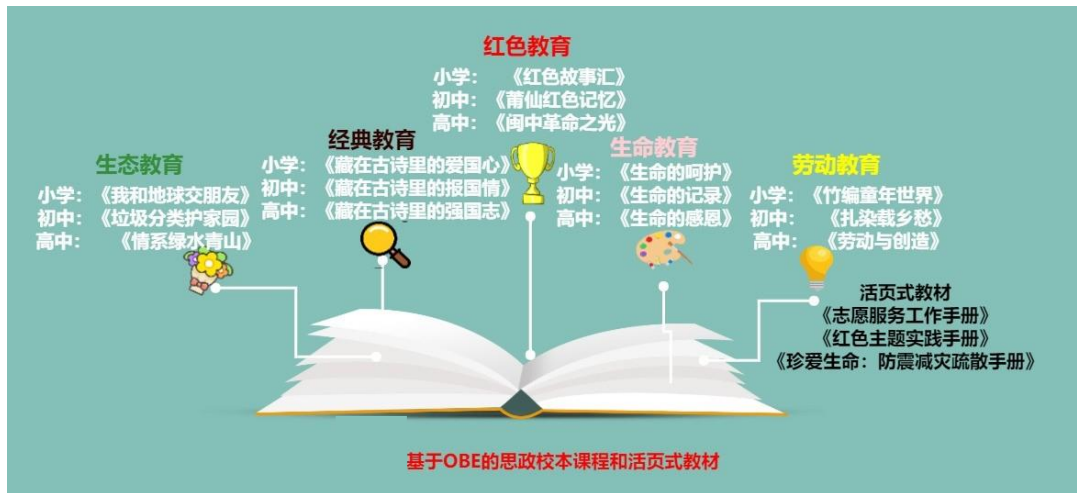 红色教育
小学： 《红色故事汇》
初中：《莆仙红色记忆》
高中：《闽中革命之光》
经典教育
小学：《藏在古诗里的爱国心》
初中：《藏在古诗里的报国情》
高中：《藏在古诗里的强国志》
生态教育
小学：《我和地球交朋友》
初中：《垃圾分类护家园》
高中： 《情系绿水青山》
生命教育
小学：《生命的呵护》
初中：《生命的记录》
高中：《生命的感恩》
劳动教育
小学：《竹编童年世界》
初中： 《扎染载乡愁》
高中： 《劳动与创造》
活页式教材
《志愿服务工作手册》
《红色主题实践手册》
《珍爱生命：防震减灾疏散手册》
基于OBE的思政校本课程和活页式教材